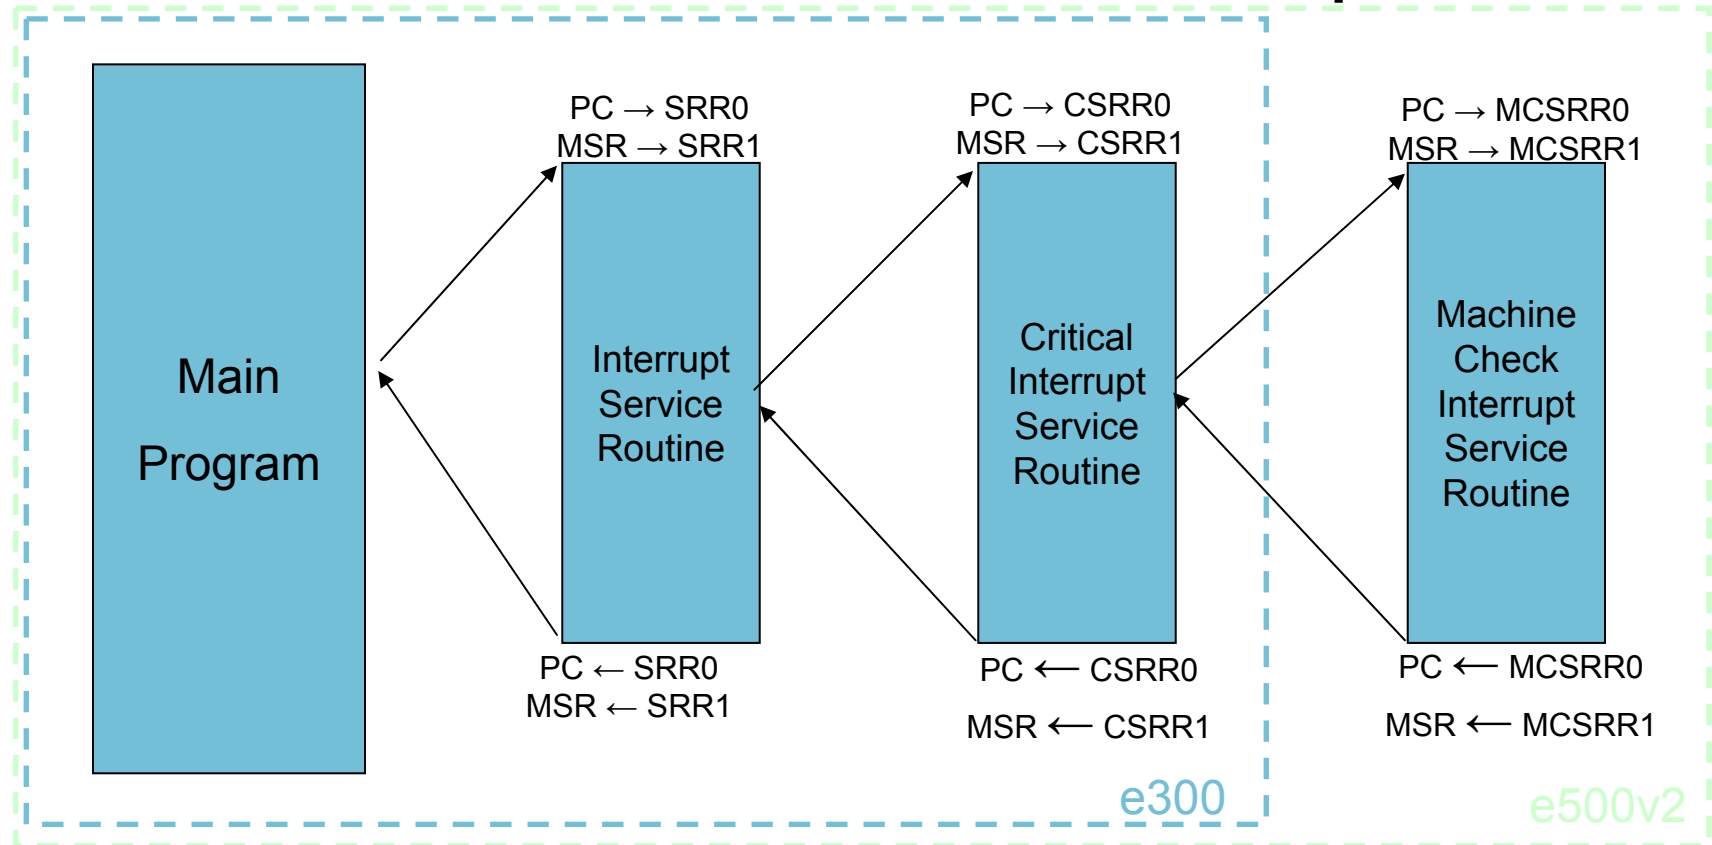 Main
Program
PC → SRR0
MSR → SRR1
Interrupt
Service
Routine
PC ← SRR0
MSR ← SRR1
PC → CSRR0
MSR → CSRR1
Critical
Interrupt
Service
Routine
PC ← CSRR0
MSR ← CSRR1
PC → MCSRR0
MSR → MCSRR1
Machine
Check
Interrupt
Service
Routine
PC ← MCSRR0
MSR ← MCSRR1
e300
e500v2